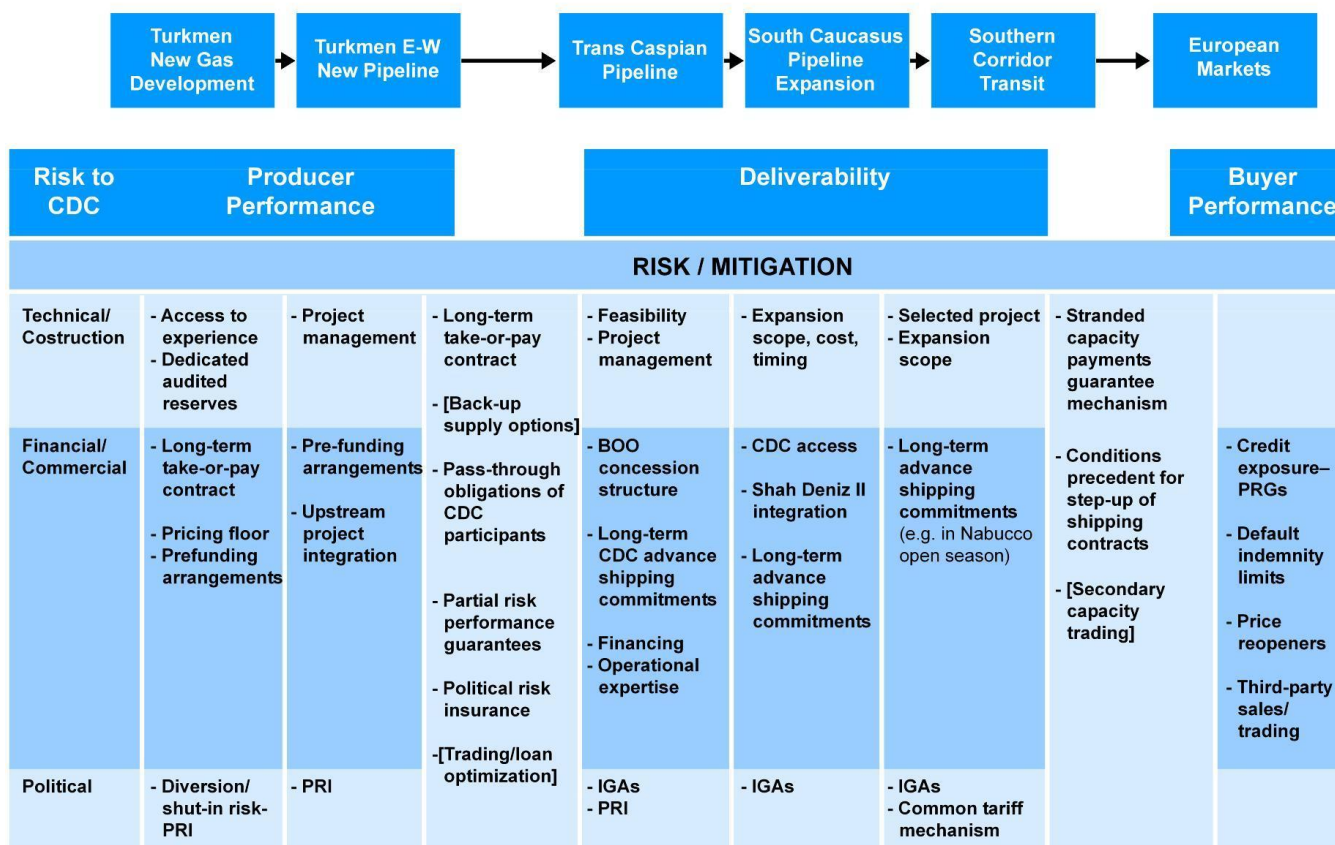 Turkmen
New Gas
Development
Turkmen E-W
New Pipeline
Trans Caspian
Pipeline
South Caucasus
Pipeline
Expansion
Southern
Corridor
Transit
European
Markets
Risk to
CDC
Producer
Performance
Deliverability
Buyer
Performance
RISK / MITIGATION
Technical/
Costruction
- Access to
experience
- Dedicated
audited
reserves
- Project
management
- Long-term
take-or-pay
contract
- [Back-up
supply options]
- Pass-through
obligations of
CDC
participants
- Partial risk
performance
guarantees
- Political risk
insurance
-[Trading/loan
optimization]
- Feasibility
- Project
management
- Expansion
scope, cost,
timing
- Selected project
- Expansion
scope
- Stranded
capacity
payments
guarantee
mechanism
- Conditions
precedent for
step-up of
shipping
contracts
- [Secondary
capacity
trading]
Financial/
Commercial
- Long-term
take-or-pay
contract
- Pricing floor
- Prefunding
arrangements
- Pre-funding
arrangements
- Upstream
project
integration
- BOO
concession
structure
- Long-term
CDC advance
shipping
commitments
- Financing
- Operational
expertise
- CDC access
- Shah Deniz II
integration
- Long-term
advance
shipping
commitments
- Long-term
advance
shipping
commitments
(e.g. in Nabucco
open season)
- Credit
exposure–
PRGs
- Default
indemnity
limits
- Price
reopeners
- Third-party
sales/
trading
Political
- Diversion/
shut-in risk-
PRI
- PRI
- IGAs
- PRI
- IGAs
- IGAs
- Common tariff
mechanism